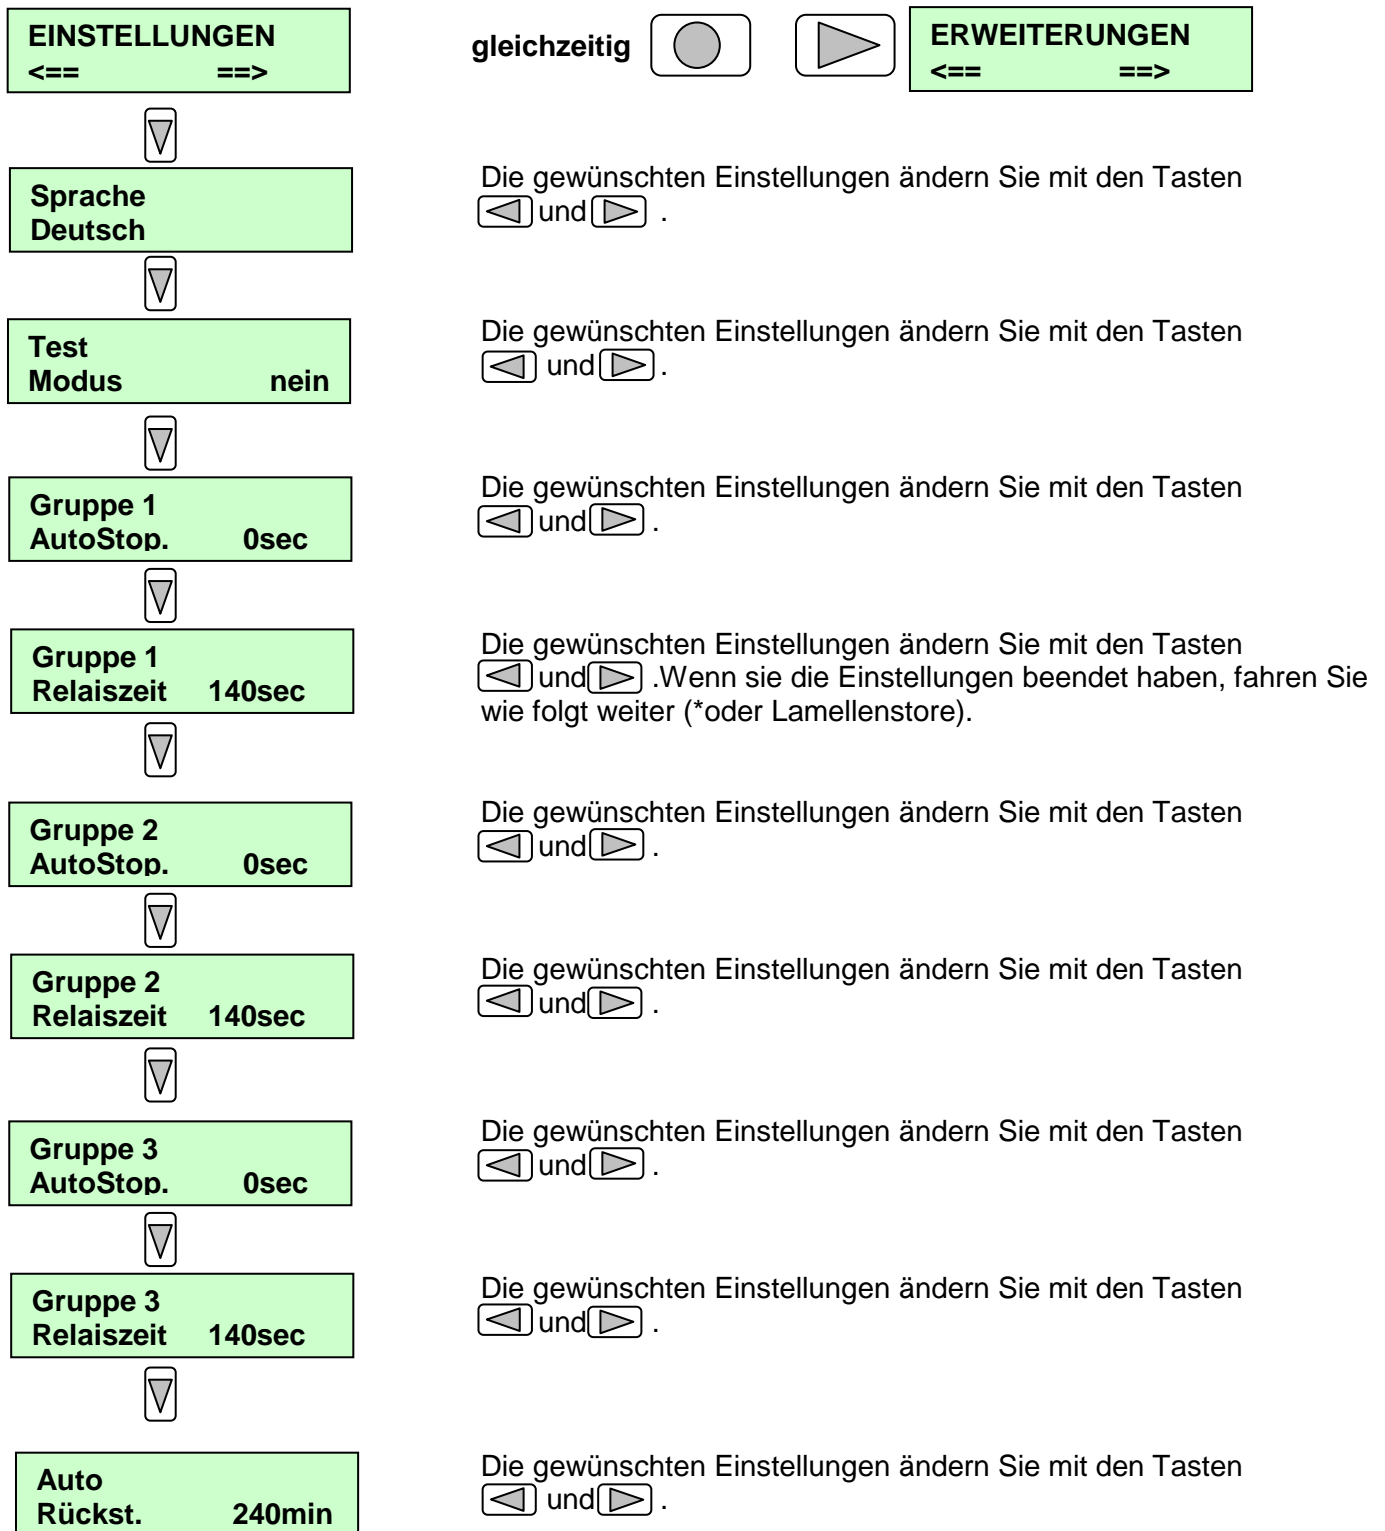 EINSTELLUNGEN
<== ==>
gleichzeitig
ERWEITERUNGEN
<== ==>
Sprache
Deutsch
Die gewünschten Einstellungen ändern Sie mit den Tasten
und .
Test
Modus nein
Die gewünschten Einstellungen ändern Sie mit den Tasten
und .
Gruppe 1
AutoStop. 0sec
Die gewünschten Einstellungen ändern Sie mit den Tasten
und .
Gruppe 1
Relaiszeit 140sec
Die gewünschten Einstellungen ändern Sie mit den Tasten
und .Wenn sie die Einstellungen beendet haben, fahren Sie
wie folgt weiter (*oder Lamellenstore).
Gruppe 2
AutoStop. 0sec
Die gewünschten Einstellungen ändern Sie mit den Tasten
und .
Gruppe 2
Relaiszeit 140sec
Die gewünschten Einstellungen ändern Sie mit den Tasten
und .
Gruppe 3
AutoStop. 0sec
Die gewünschten Einstellungen ändern Sie mit den Tasten
und .
Gruppe 3
Relaiszeit 140sec
Die gewünschten Einstellungen ändern Sie mit den Tasten
und .
Auto
Rückst. 240min
Die gewünschten Einstellungen ändern Sie mit den Tasten
und .